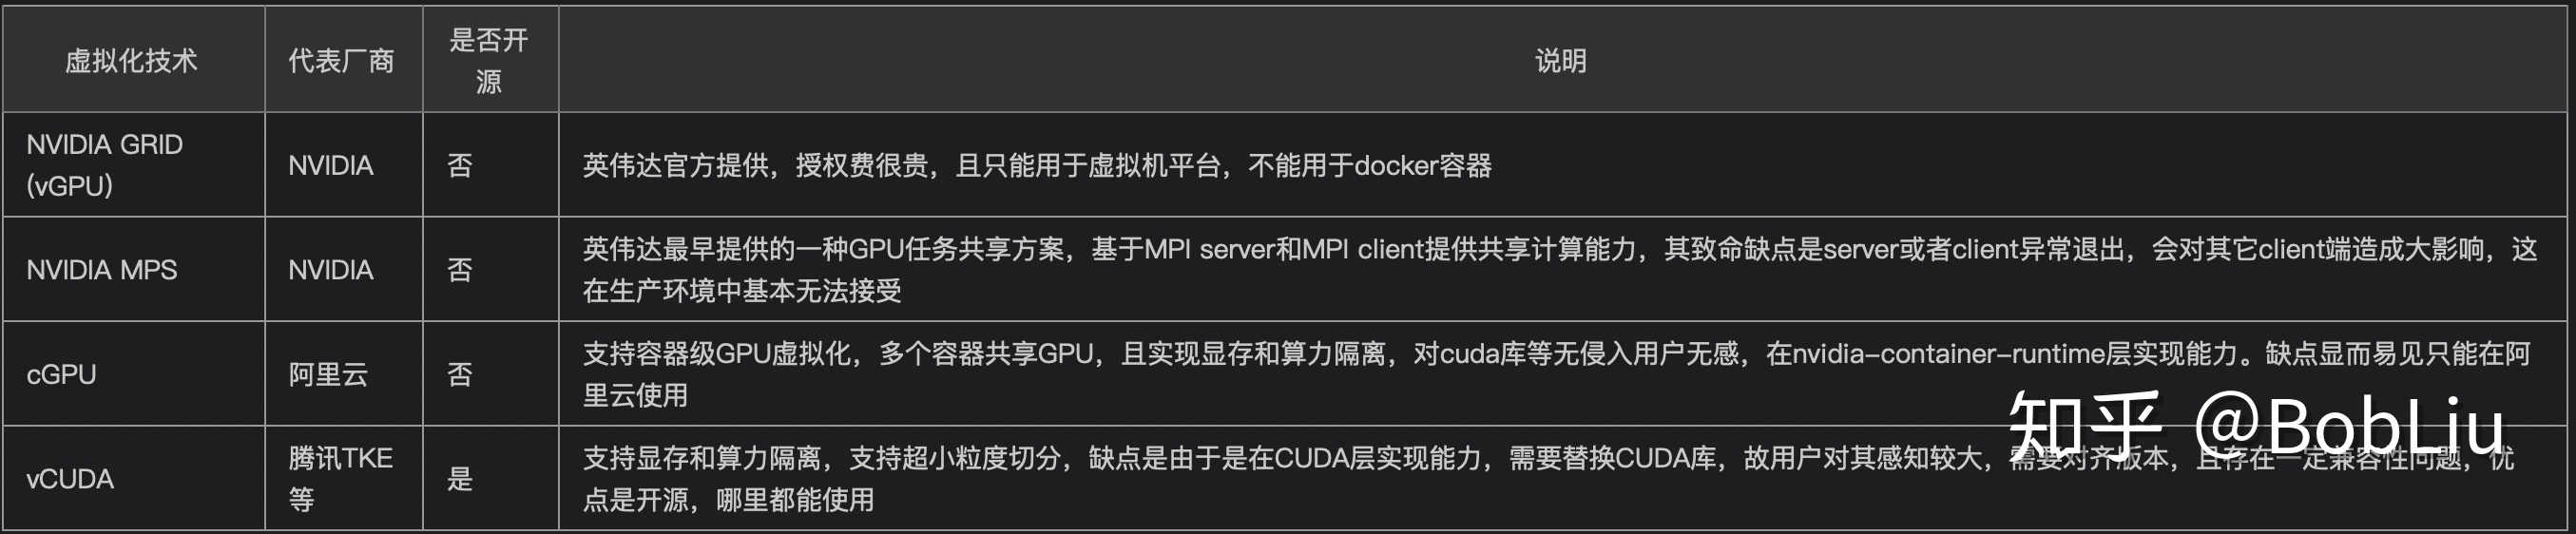 虚拟化技术
代表厂商
是否开
源
说明
NVIDIA GRID
(vGPU)
NVIDIA
否
英伟达官方提供，授权费很贵，且只能用于虚拟机平台，不能用于docker容器
NVIDIA MPS
NVIDIA
否
英伟达最早提供的一种GPU任务共享方案，基于MPI server和MPI client提供共享计算能力，其致命缺点是server或者client异常退出，会对其它client端造成大影响，这
在生产环境中基本无法接受
cGPU
阿里云
否
支持容器级GPU虚拟化，多个容器共享GPU，且实现显存和算力隔离，对cuda库等无侵入用户无感，在nvidia-container-runtime层实现能力。缺点显而易见只能在阿
里云使用
vCUDA
腾讯TKE
等
是
支持显存和算力隔离，支持超小粒度切分，缺点是由于是在CUDA层实现能力，需要替换CUDA库，故用户对其感知较大，需要对齐版本，且存在一定兼容性问题，优
点是开源，哪里都能使用
知乎 @BobLiu